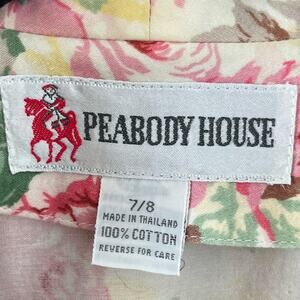 PEABODY HOUSE
7/8
MADE IN THAILAND
100% COTTON
REVERSE FOR CARE